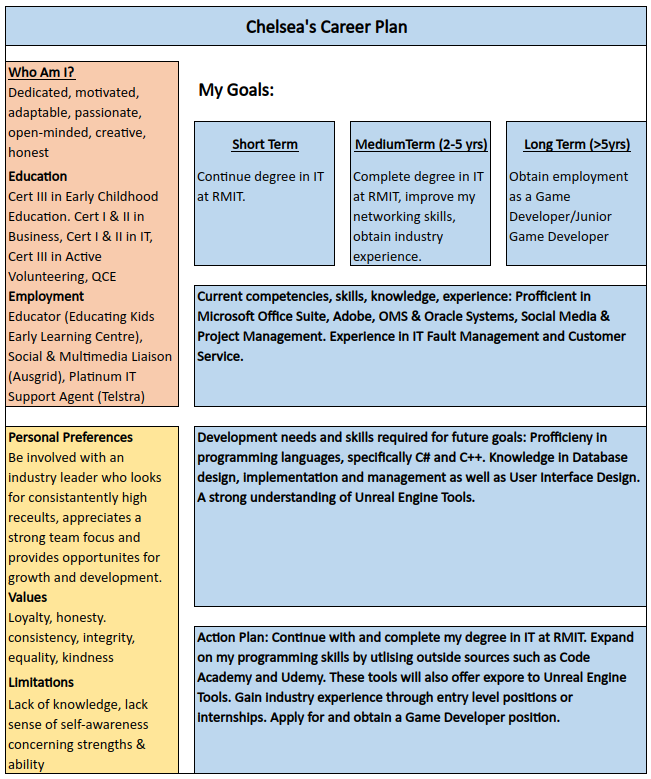 Chelsea's Career Plan
Who Am I?
Dedicated, motivated,
adaptable, passionate,
open-minded, creative,
honest
Education
Cert III in Early Childhood
Education. Cert I & II in
Business, Cert I & II in IT,
Cert III in Active
Volunteering, QCE
Employment
Educator (Educating Kids
Early Learning Centre),
Social & Multimedia Liaison
(Ausgrid), Platinum IT
Support Agent (Telstra)
Personal Preferences
Be involved with an
industry leader who looks
for consistantently high
receults, appreciates a
strong team focus and
provides opportunites for
growth and development.
Values
Loyalty, honesty.
consistency, integrity,
equality, kindness
Limitations
Lack of knowledge, lack
sense of self-awareness
concerning strengths &
ability
My Goals:
Short Term
Continue degree in IT
at RMIT.
MediumTerm (2-5 yrs)
Complete degree in IT
at RMIT, improve my
networking skills,
obtain industry
experience.
Long Term (>5yrs)
Obtain employment
as a Game
Developer/Junior
Game Developer
Current competencies, skills, knowledge, experience: Profficient in
Microsoft Office Suite, Adobe, OMS & Oracle Systems, Social Media &
Project Management. Experience in IT Fault Management and Customer
Service.
Development needs and skills required for future goals: Profficieny in
programming languages, specifically C# and C++. Knowledge in Database
design, implementation and management as well as User Interface Design.
A strong understanding of Unreal Engine Tools.
Action Plan: Continue with and complete my degree in IT at RMIT. Expand
on my programming skills by utlising outside sources such as Code
Academy and Udemy. These tools will also offer expore to Unreal Engine
Tools. Gain industry experience through entry level positions or
internships. Apply for and obtain a Game Developer position.